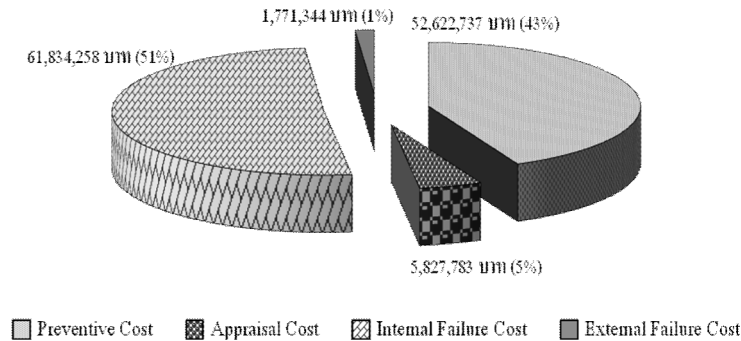 1,771,344 บาท (1%)
52,622,737 บาท (43%)
61,834,258 บาท (51%)
5,827,783 บาท (5%)
Preventive Cost
Appraisal Cost
Internal Failure Cost
External Failure Cost